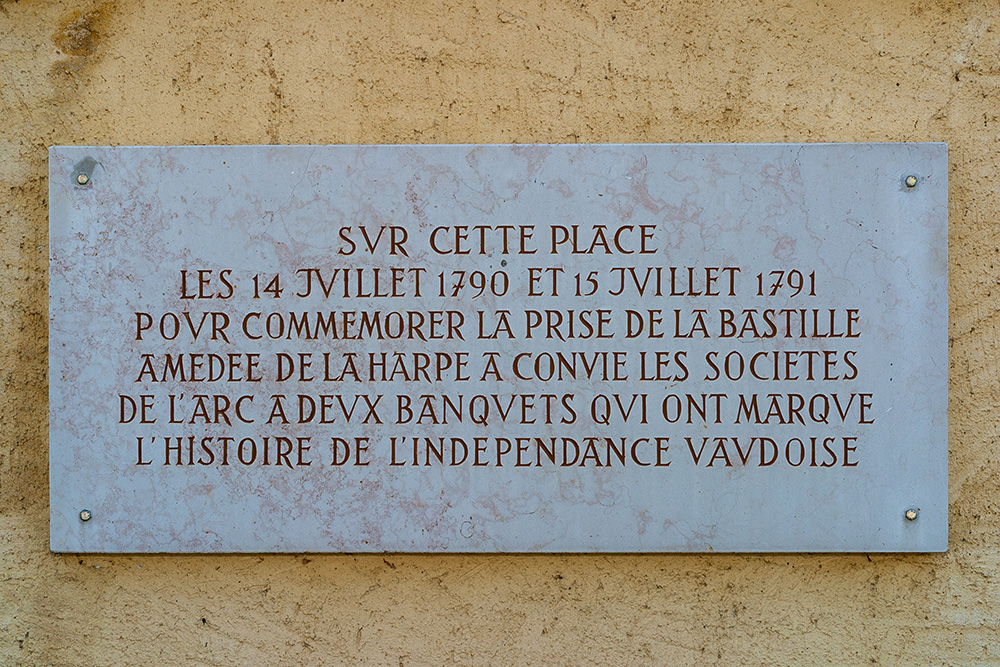 SVR CETTE PLACE
LES 14 JVILLET 1790 ET 15 JVILLET 1791
POVR COMMEMORER LA PRISE DE LA BASTILLE
AMEDEE DE LA HARPE A CONVIE LES SOCIETES
DE L'ARC A DEVX BANQVETS QVI ONT MARQVE
L'HISTOIRE DE L'INDEPENDANCE VAVDOISE